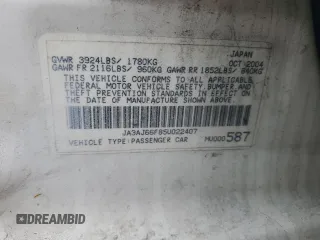 JAPAN
GVWR 3924LBS/ 1780KG OCT 2004
GAWR FR 2116LBS/ 960KG GAWR RR 1852LBS/ 840KG
THIS VEHICLE CONFORMS TO ALL APPLICABLE
FEDERAL MOTOR VEHICLE SAFETY, BUMPER, AND
THEFT PREVENTION STANDARDS IN EFFECT ON
THE DATE OF MANUFACTURE SHOWN ABOVE.
JA3AJ86F85U022407
VEHICLE TYPE:PASSENGER CAR MU000587
DREAMBID